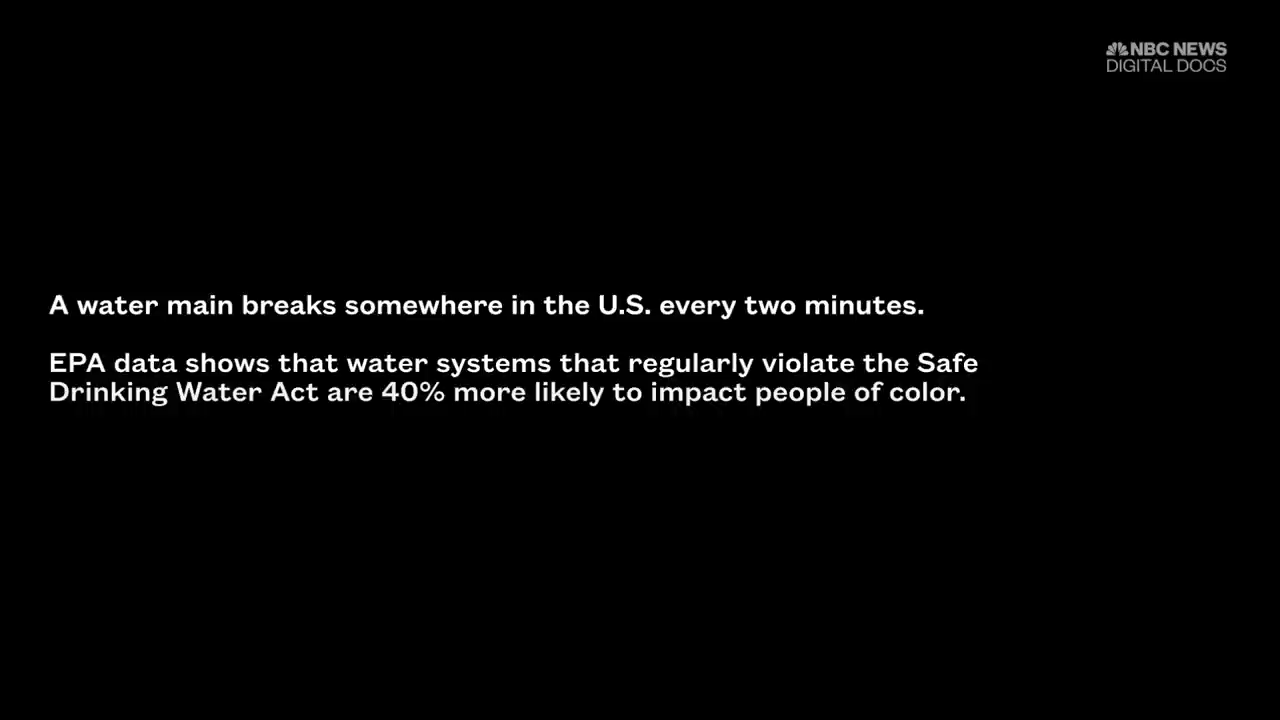 NBC NEWS
DIGITAL DOCS
A water main breaks somewhere in the U.S. every two minutes.
EPA data shows that water systems that regularly violate the Safe
Drinking Water Act are 40% more likely to impact people of color.